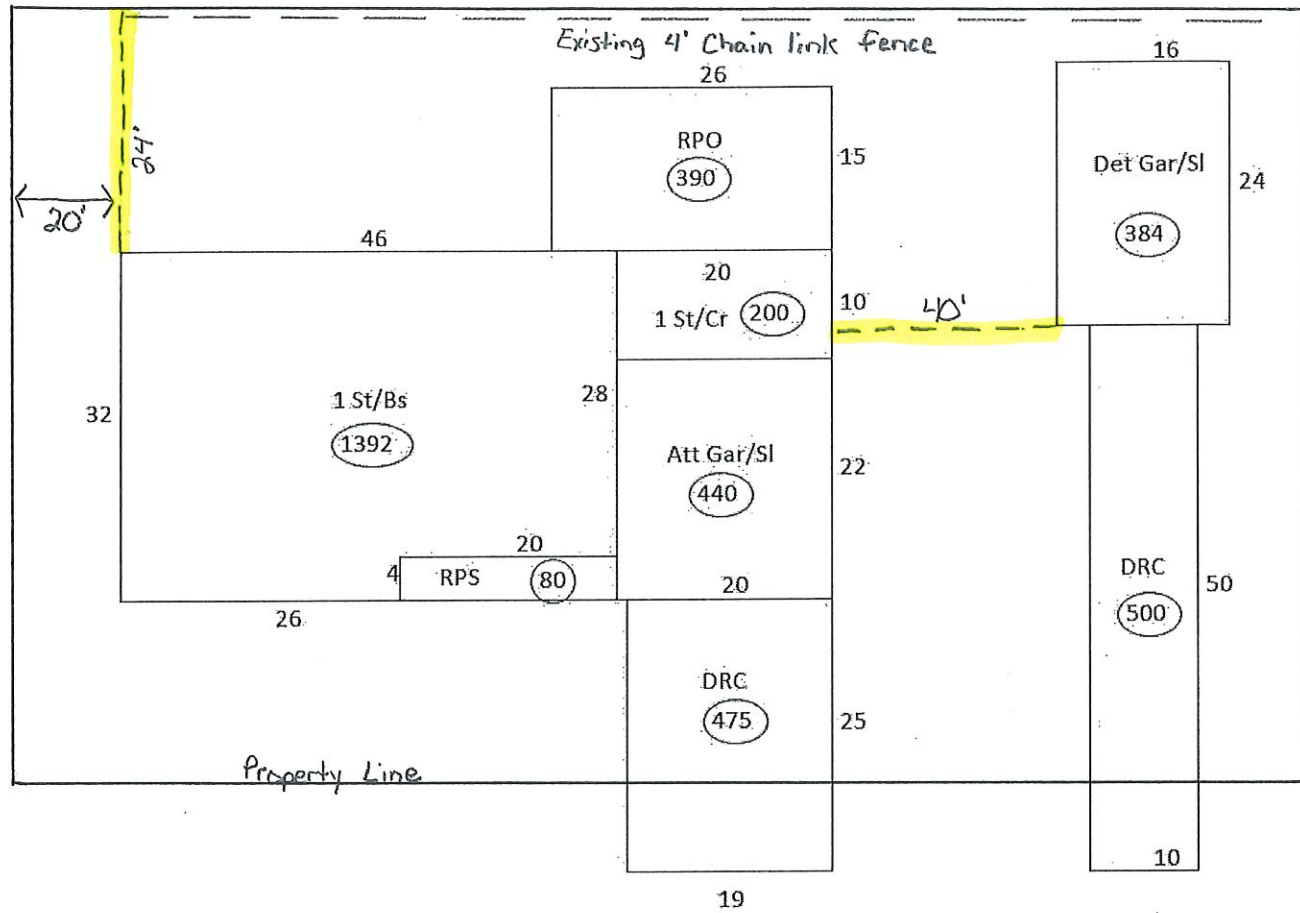 Existing 4' Chain link fence
26
16
24'
RPO
390
15
Det Gar/Sl
384
24
20'
46
20
1 St/Cr
200
10
40'
32
1 St/Bs
1392
28
Att Gar/Sl
440
22
20
4
RPS
80
20
26
DRC
500
50
DRC
475
25
Property Line
10
19